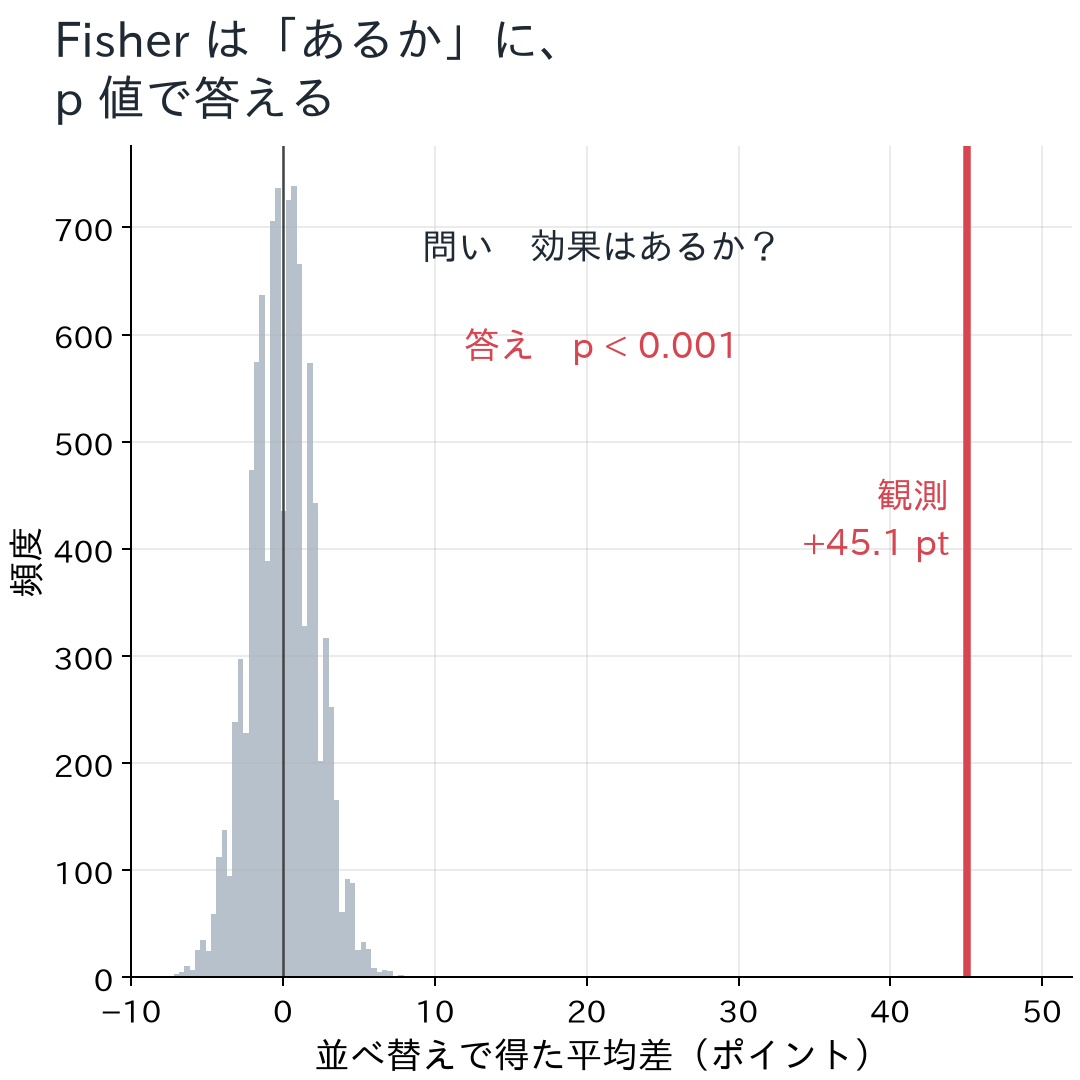 Fisher は「あるか」に、
p 値で答える
問い　効果はあるか？
答え　p < 0.001
観測
+45.1 pt
頻度
700
600
500
400
300
200
100
0
−10 0 10 20 30 40 50
並べ替えで得た平均差（ポイント）